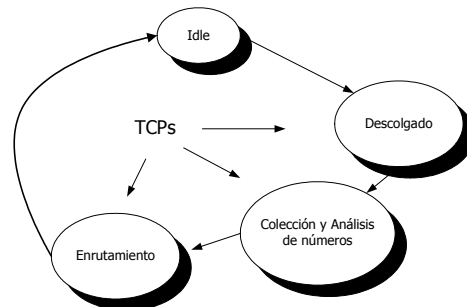 Idle
Descolgado
TCPs
Colección y Análisis
de números
Enrutamiento